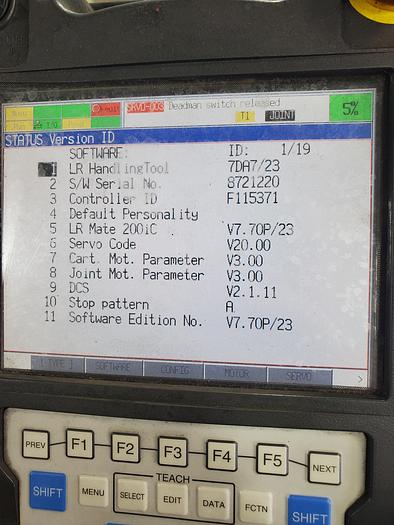 SRVO-003 Deadman switch released
T1 JOINT 5%
STATUS Version ID
SOFTWARE: ID: 1/19
1 LR HandlingTool 7DA7/23
2 S/W Serial No. 8721220
3 Controller ID F115371
4 Default Personality
5 LR Mate 200iC V7.70P/23
6 Servo Code V20.00
7 Cart. Mot. Parameter V3.00
8 Joint Mot. Parameter V3.00
9 DCS V2.1.11
10 Stop pattern A
11 Software Edition No. V7.70P/23
[ TYPE ] SOFTWARE CONFIG MOTOR SERVO >
PREV F1 F2 F3 F4 F5 NEXT
TEACH
SHIFT MENU SELECT EDIT DATA FCTN SHIFT